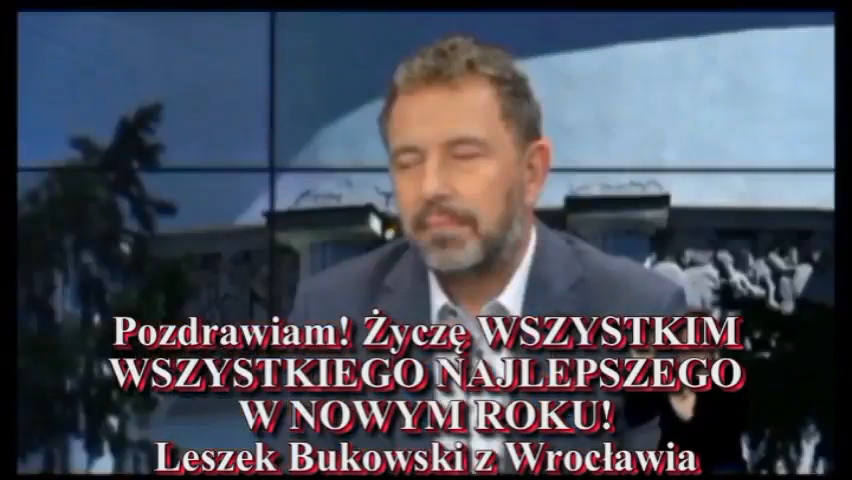 Pozdrawiam! Życzę WSZYSTKIM
WSZYSTKIEGO NAJLEPSZEGO
W NOWYM ROKU!
Leszek Bukowski z Wrocławia